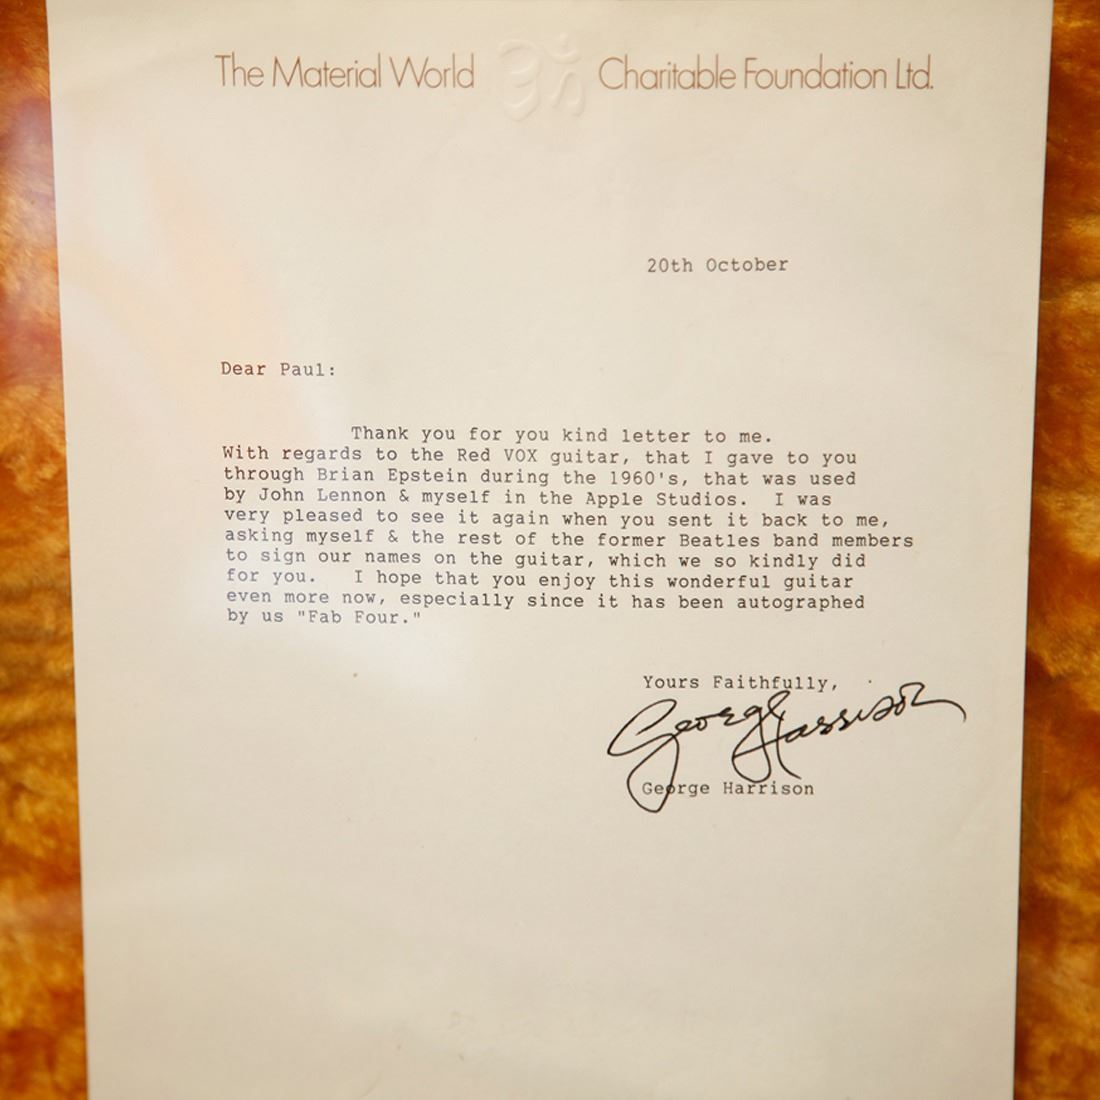 The Material World ॐ Charitable Foundation Ltd.
20th October
Dear Paul:
Thank you for you kind letter to me.
With regards to the Red VOX guitar, that I gave to you
through Brian Epstein during the 1960's, that was used
by John Lennon & myself in the Apple Studios. I was
very pleased to see it again when you sent it back to me,
asking myself & the rest of the former Beatles band members
to sign our names on the guitar, which we so kindly did
for you. I hope that you enjoy this wonderful guitar
even more now, especially since it has been autographed
by us "Fab Four."
Yours Faithfully,
George Harrison
George Harrison